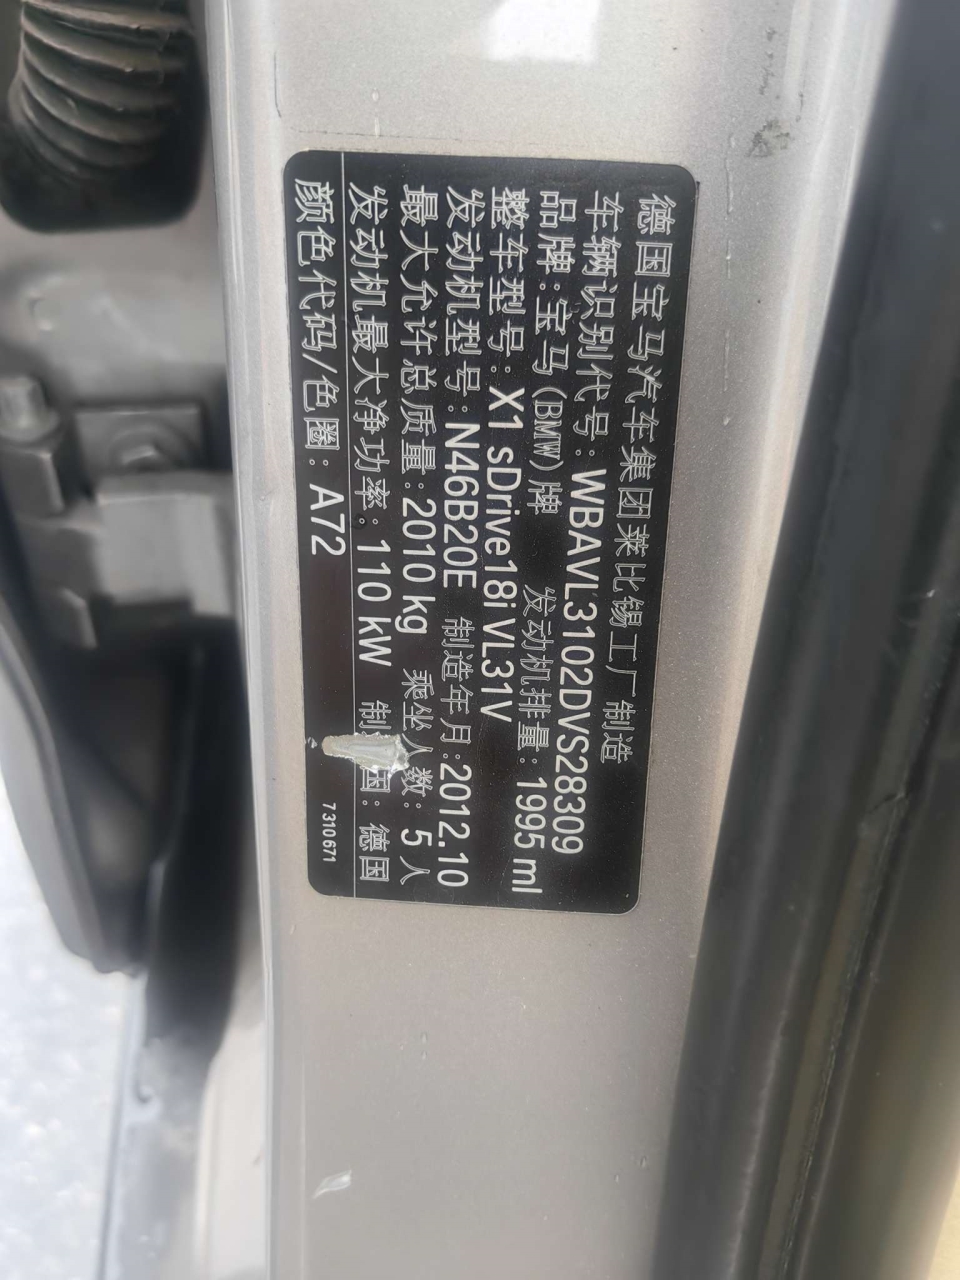 德国宝马汽车集团莱比锡工厂制造
车辆识别代号：WBAVL3102DVS28309
品牌：宝马(BMW)牌 发动机排量：1995 ml
整车型号：X1 sDrive18i VL31V
发动机型号：N46B20E 制造年月：2012.10
最大允许总质量：2010 kg 乘坐人数：5 人
发动机最大净功率：110 kW 制 国：德国
颜色代码/色圈：A72
7310671